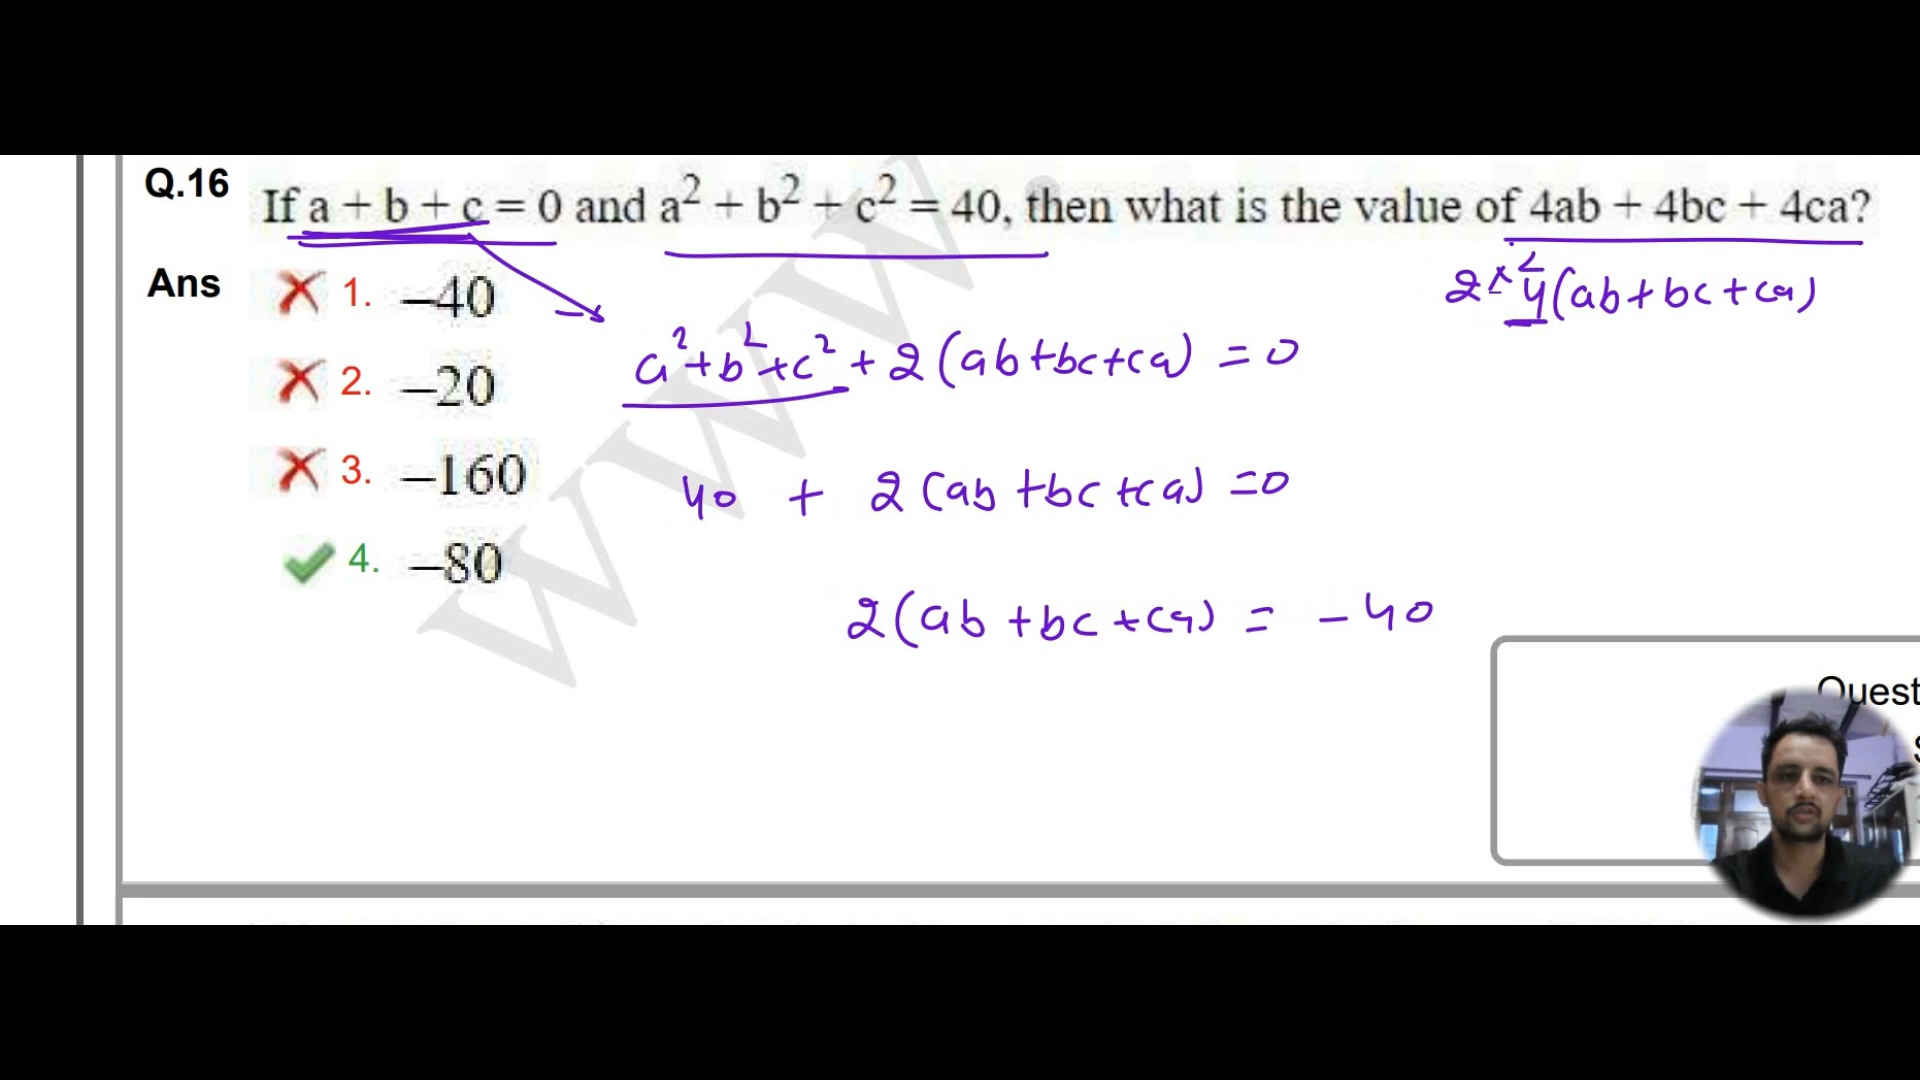 Q.16 If a + b + c = 0 and a² + b² + c² = 40, then what is the value of 4ab + 4bc + 4ca?
2×2 4(ab+bc+ca)
Ans 1. –40
a²+b²+c²+2(ab+bc+ca) = 0
2. –20
3. –160
40 + 2(ab+bc+ca) =0
4. –80
2(ab+bc+ca) = -40
Quest
www.